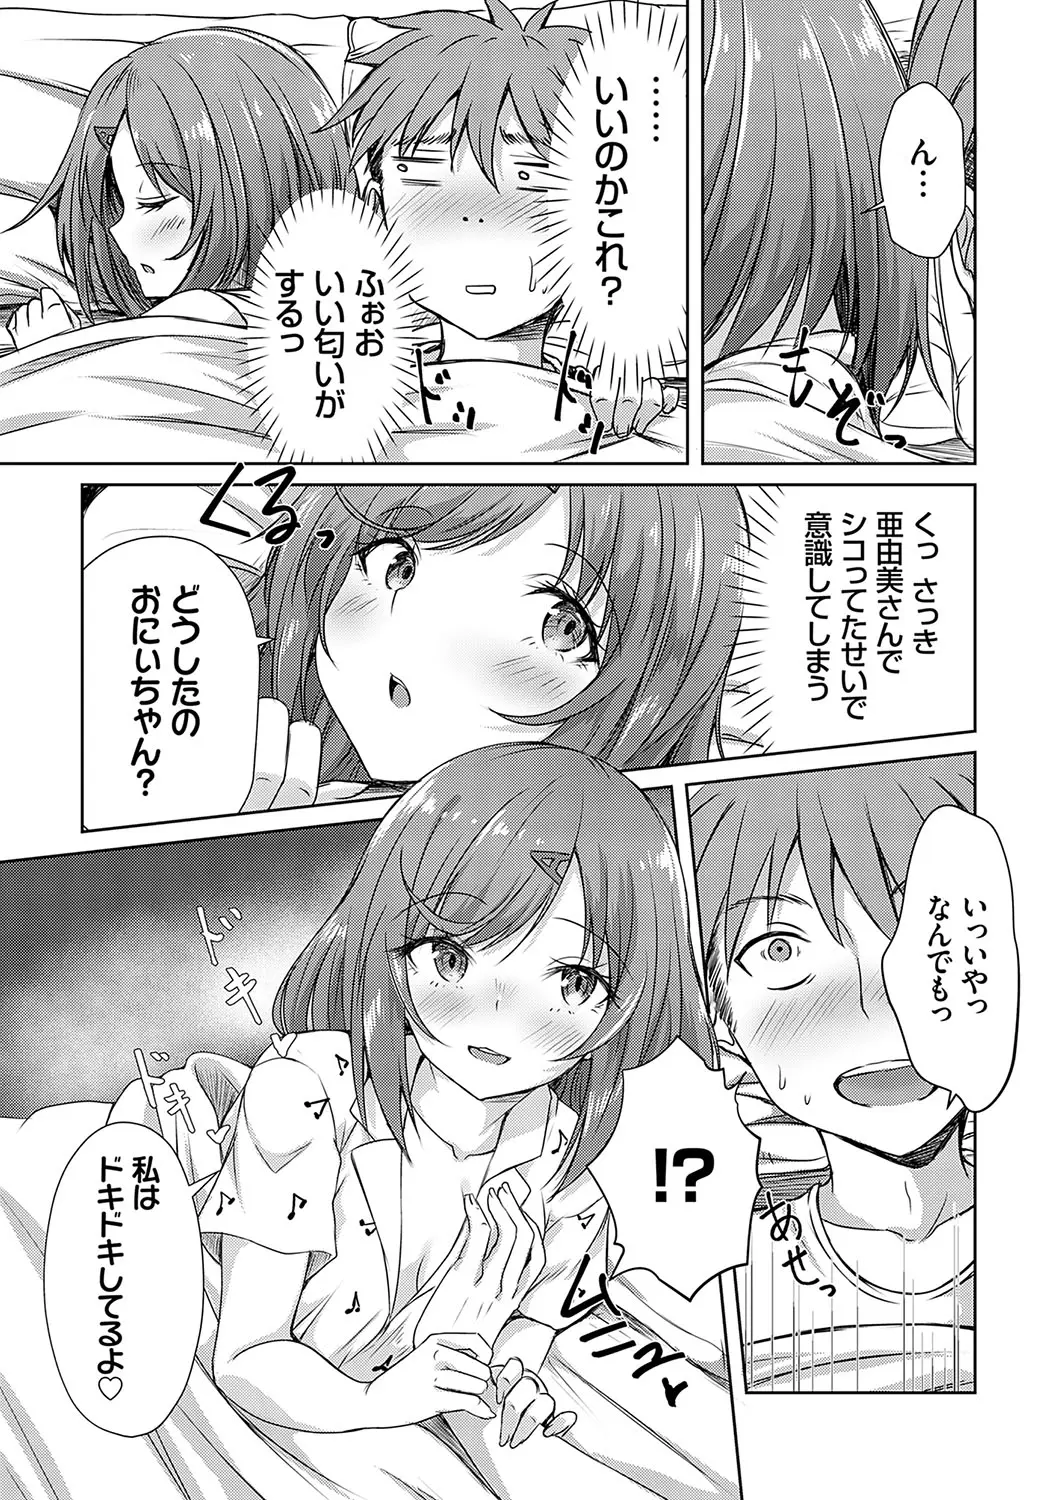 ん…
もぞっ
……
いいのかこれ？
ドッ
ドッ
ふぉお
いい匂いが
するっ
くっ さっき
亜由美さんで
シコってたせいで
意識してしまう
くるっ
どうしたの
おにいちゃん？
いっいやっ
なんでもっ
あせっ
!?
ドキ
ドキ
私は
ドキドキしてるよ♡